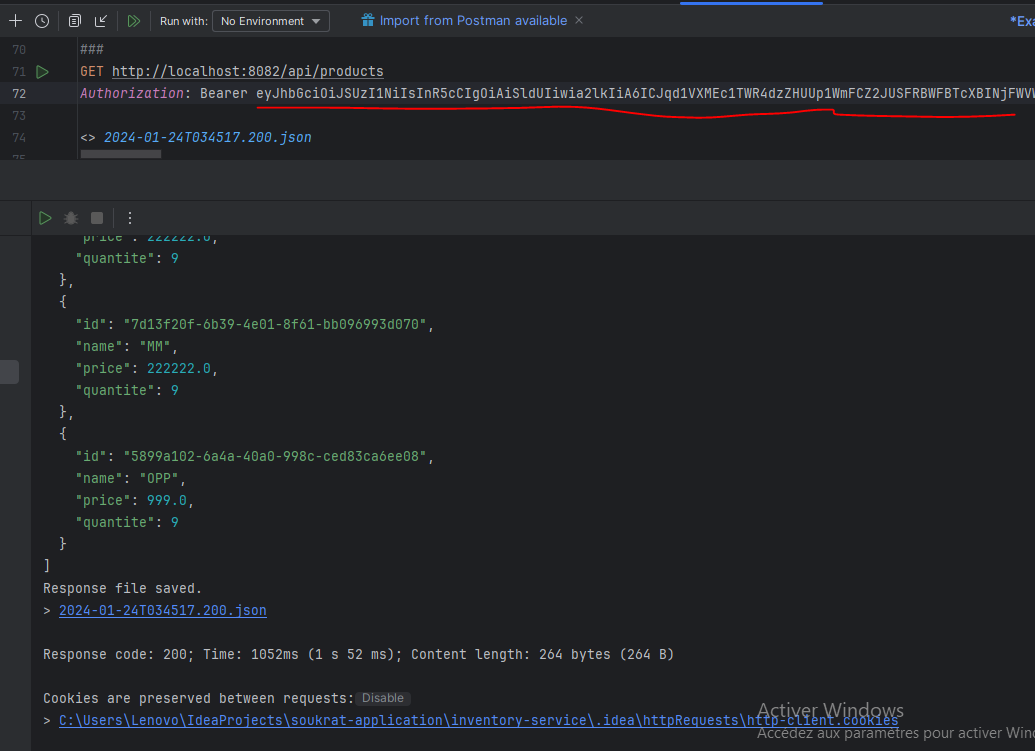 Run with: No Environment Import from Postman available *Exa
70 ###
71 GET http://localhost:8082/api/products
72 Authorization: Bearer
73
74 <> 2024-01-24T034517.200.json
75
"price": 222222.0,
"quantite": 9
},
{
"id": "7d13f20f-6b39-4e01-8f61-bb096993d070",
"name": "MM",
"price": 222222.0,
"quantite": 9
},
{
"id": "5899a102-6a4a-40a0-998c-ced83ca6ee08",
"name": "OPP",
"price": 999.0,
"quantite": 9
}
]
Response file saved.
> 2024-01-24T034517.200.json
Response code: 200; Time: 1052ms (1 s 52 ms); Content length: 264 bytes (264 B)
Cookies are preserved between requests: Disable
> C:\Users\Lenovo\IdeaProjects\soukrat-application\inventory-service\.idea\httpRequests\http-client.cookies
Activer Windows
Accédez aux paramètres pour activer Win